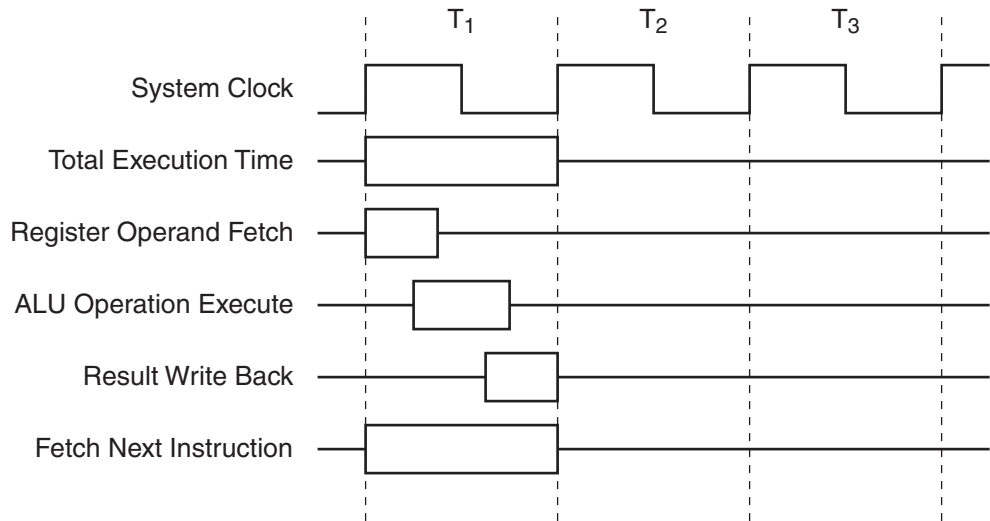 T₁ T₂ T₃
System Clock
Total Execution Time
Register Operand Fetch
ALU Operation Execute
Result Write Back
Fetch Next Instruction